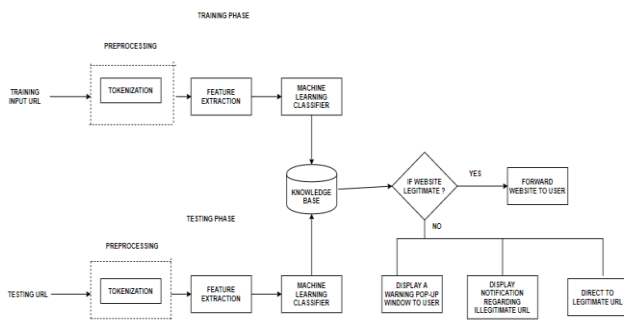 TRAINING PHASE
PREPROCESSING
TRAINING
INPUT URL
TOKENIZATION
FEATURE
EXTRACTION
MACHINE
LEARNING
CLASSIFIER
KNOWLEDGE
BASE
IF WEBSITE
LEGITIMATE ?
YES
FORWARD
WEBSITE TO USER
NO
TESTING PHASE
PREPROCESSING
TESTING URL
TOKENIZATION
FEATURE
EXTRACTION
MACHINE
LEARNING
CLASSIFIER
DISPLAY A
WARNING POP-UP
WINDOW TO USER
DISPLAY
NOTIFICATION
REGARDING
ILLEGITIMATE URL
DIRECT TO
LEGITIMATE URL